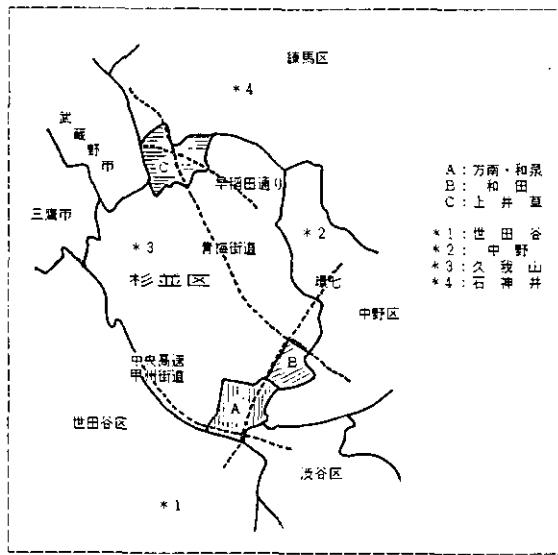 練馬区
*4
武蔵野市
三鷹市
C
早稲田通り
*3
青梅街道
*2
杉並区
環七
中野区
中央高速
甲州街道
B
A
世田谷区
渋谷区
*1
A:方南・和泉
B:和田
C:上井草
*1:世田谷
*2:中野
*3:久我山
*4:石神井